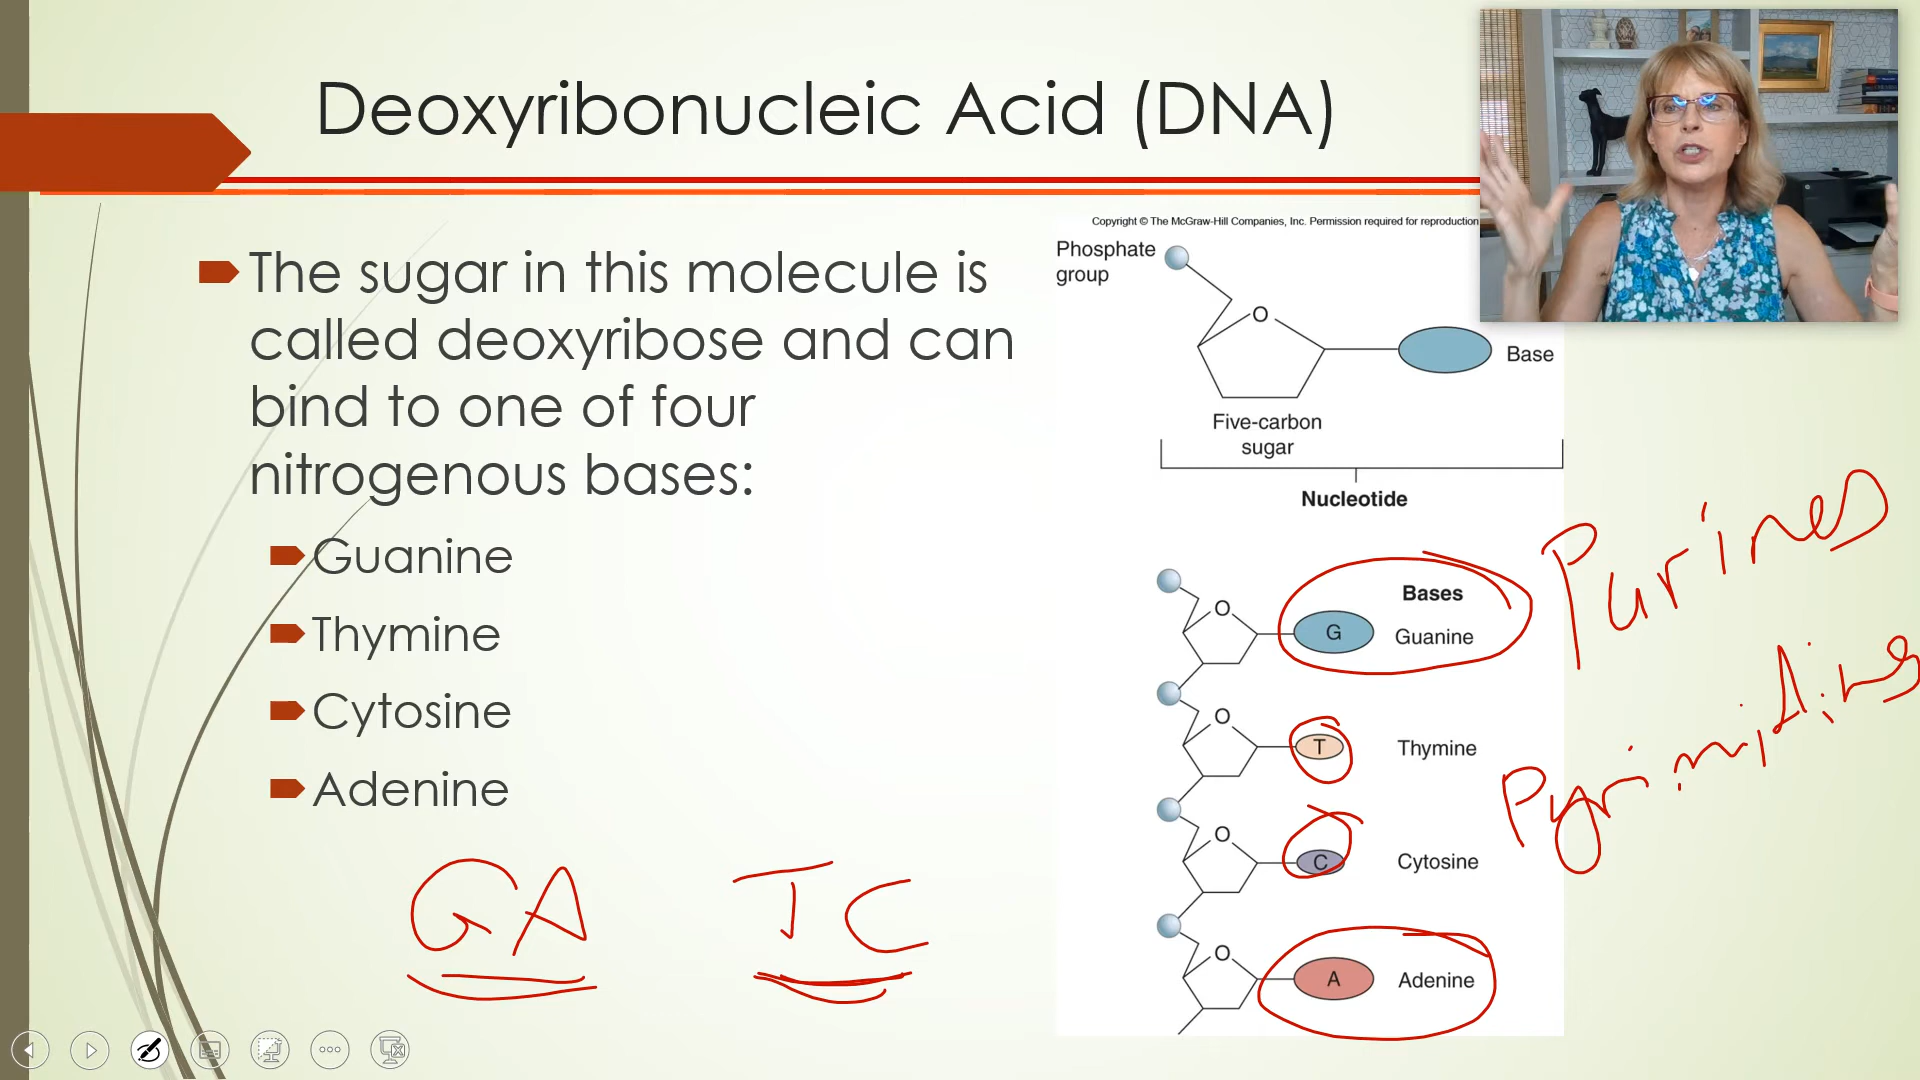 Deoxyribonucleic Acid (DNA)
The sugar in this molecule is
called deoxyribose and can
bind to one of four
nitrogenous bases:
Guanine
Thymine
Cytosine
Adenine
GA TC
Copyright © The McGraw-Hill Companies, Inc. Permission required for reproduction
Phosphate
group
O
Base
Five-carbon
sugar
Nucleotide
Bases
O
G
Guanine
O
T
Thymine
O
C
Cytosine
O
A
Adenine
Purines
Pyrimidines